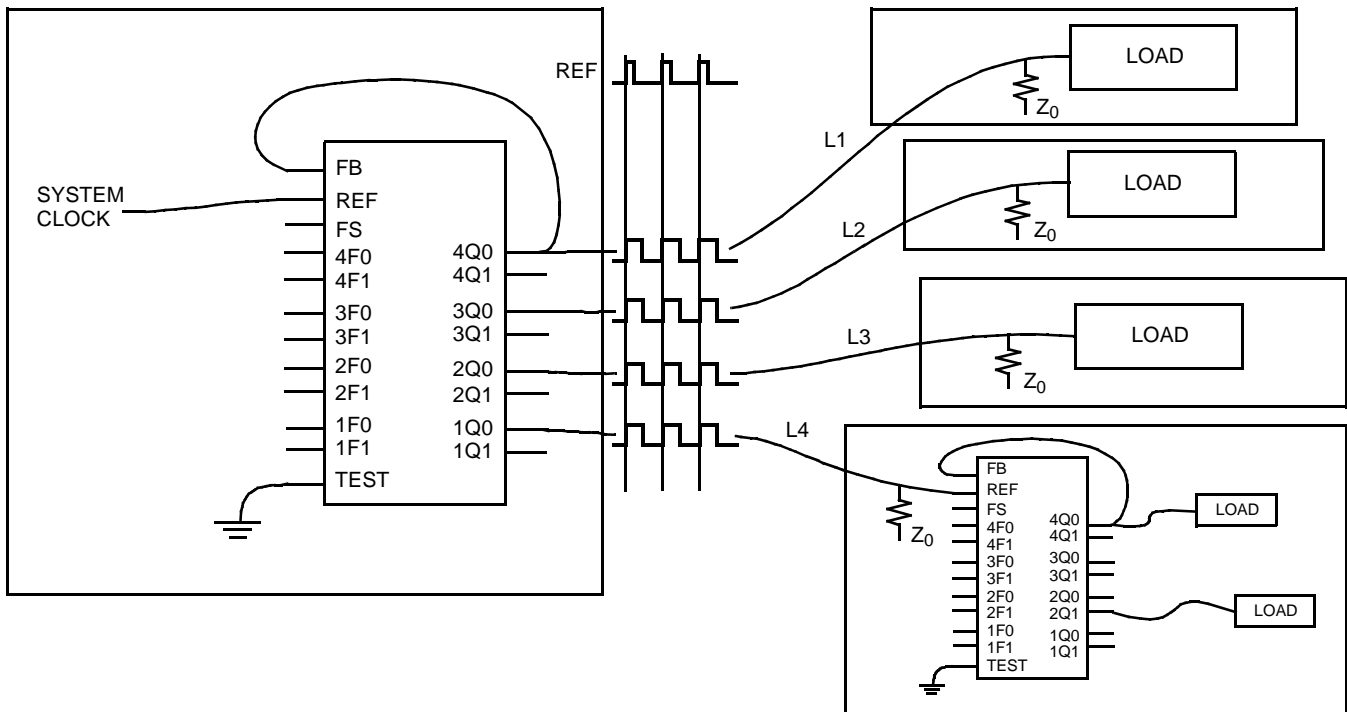 REF
SYSTEM
CLOCK
FB
REF
FS
4F0
4F1
3F0
3F1
2F0
2F1
1F0
1F1
TEST
4Q0
4Q1
3Q0
3Q1
2Q0
2Q1
1Q0
1Q1
L1
L2
L3
L4
LOAD
Z0
LOAD
Z0
LOAD
Z0
Z0
FB
REF
FS
4F0
4F1
3F0
3F1
2F0
2F1
1F0
1F1
TEST
4Q0
4Q1
3Q0
3Q1
2Q0
2Q1
1Q0
1Q1
LOAD
LOAD